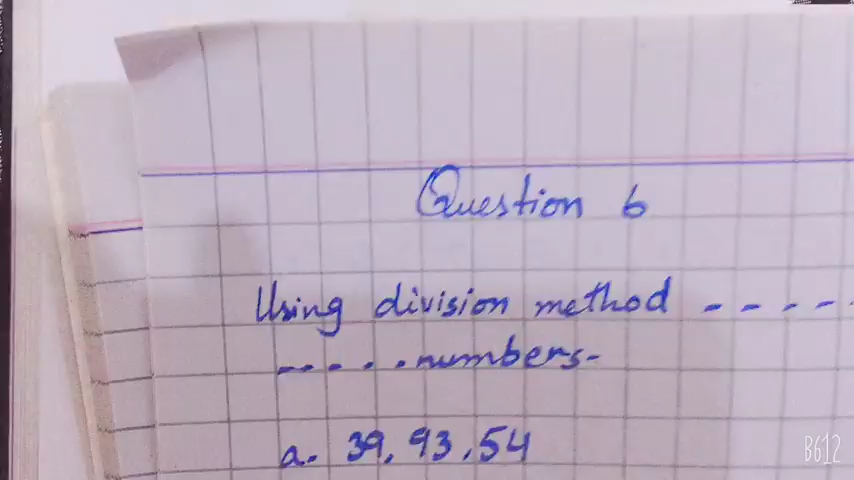 Question 6
Using division method - - - - -
- - - - - numbers-
a. 39, 93, 54
B612